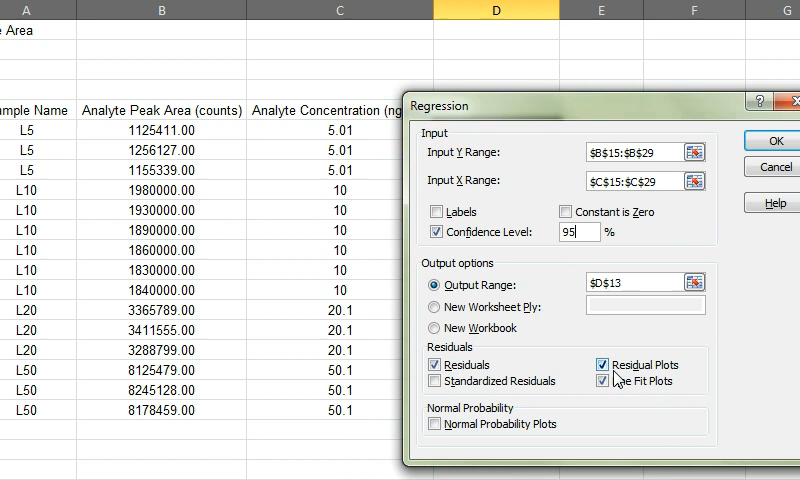 A B C D E F G
e Area
mple Name Analyte Peak Area (counts) Analyte Concentration (ng
L5 1125411.00 5.01
L5 1256127.00 5.01
L5 1155339.00 5.01
L10 1980000.00 10
L10 1930000.00 10
L10 1890000.00 10
L10 1860000.00 10
L10 1830000.00 10
L10 1840000.00 10
L20 3365789.00 20.1
L20 3411555.00 20.1
L20 3288799.00 20.1
L50 8125479.00 50.1
L50 8245128.00 50.1
L50 8178459.00 50.1
Regression
?
Input
Input Y Range: $B$15:$B$29
Input X Range: $C$15:$C$29
Labels Constant is Zero
Confidence Level: 95 %
Output options
Output Range: $D$13
New Worksheet Ply:
New Workbook
Residuals
Residuals Residual Plots
Standardized Residuals ne Fit Plots
Normal Probability
Normal Probability Plots
OK
Cancel
Help